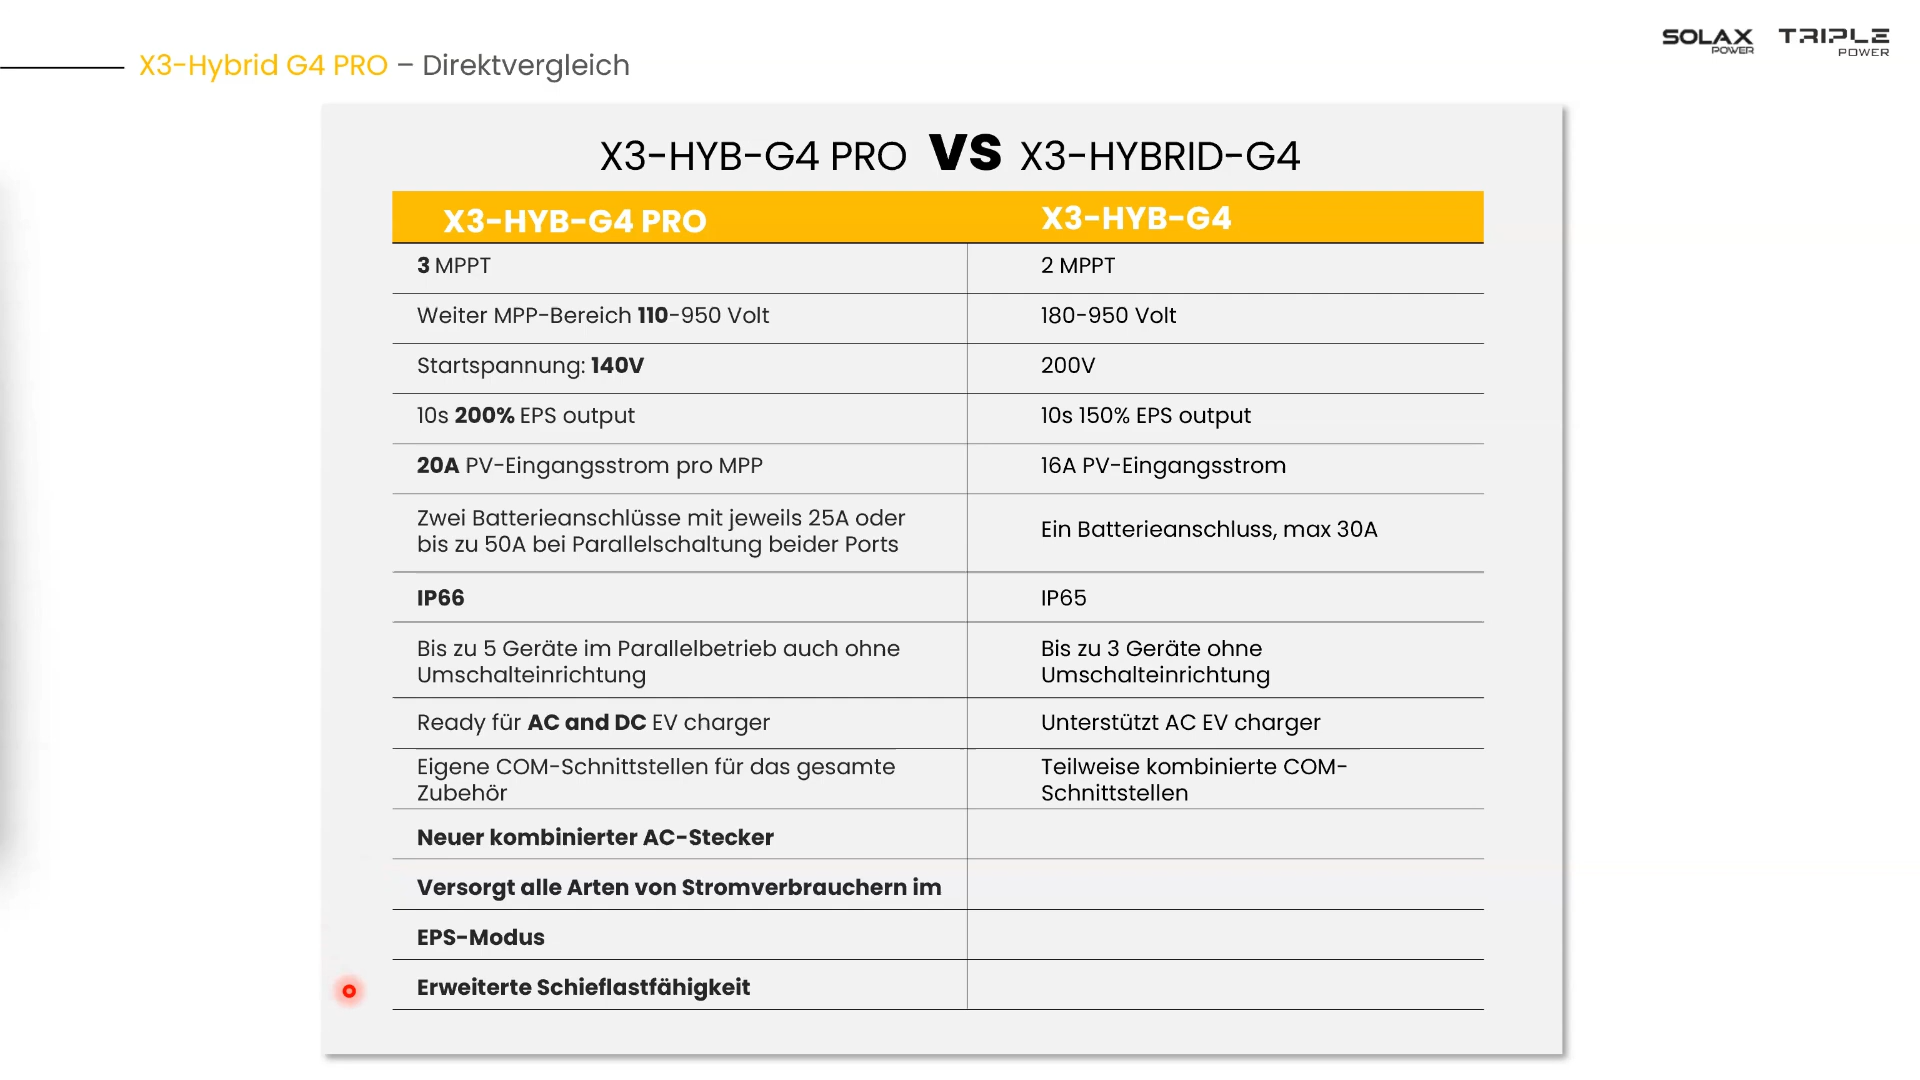 X3-Hybrid G4 PRO – Direktvergleich
SOLAX
POWER
TRIPLE
POWER
X3-HYB-G4 PRO VS X3-HYBRID-G4
X3-HYB-G4 PRO
X3-HYB-G4
3 MPPT
2 MPPT
Weiter MPP-Bereich 110-950 Volt
180-950 Volt
Startspannung: 140V
200V
10s 200% EPS output
10s 150% EPS output
20A PV-Eingangsstrom pro MPP
16A PV-Eingangsstrom
Zwei Batterieanschlüsse mit jeweils 25A oder
bis zu 50A bei Parallelschaltung beider Ports
Ein Batterieanschluss, max 30A
IP66
IP65
Bis zu 5 Geräte im Parallelbetrieb auch ohne
Umschalteinrichtung
Bis zu 3 Geräte ohne
Umschalteinrichtung
Ready für AC and DC EV charger
Unterstützt AC EV charger
Eigene COM-Schnittstellen für das gesamte
Zubehör
Teilweise kombinierte COM-
Schnittstellen
Neuer kombinierter AC-Stecker
Versorgt alle Arten von Stromverbrauchern im
EPS-Modus
Erweiterte Schieflastfähigkeit